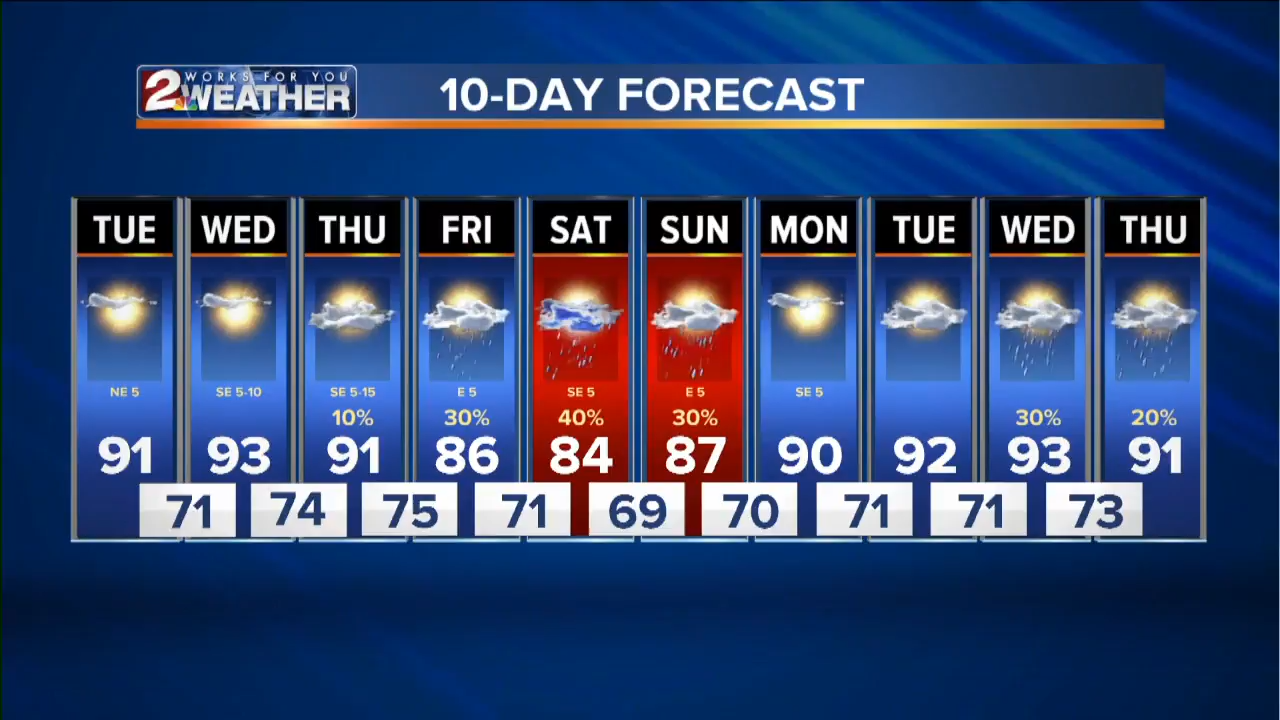 2 WORKS FOR YOU
WEATHER
10-DAY FORECAST
TUE WED THU FRI SAT SUN MON TUE WED THU
NE 5 SE 5-10 SE 5-15 E 5 SE 5 E 5 SE 5
10% 30% 40% 30% 30% 20%
91 93 91 86 84 87 90 92 93 91
71 74 75 71 69 70 71 71 73